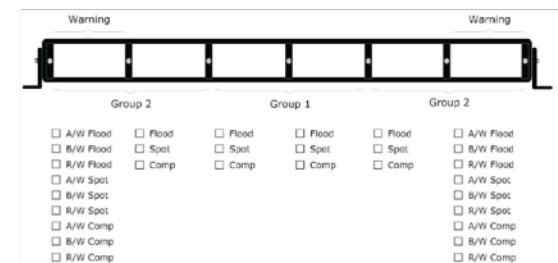 Warning Warning
Group 2 Group 1 Group 2
A/W Flood Flood Flood Flood Flood A/W Flood
B/W Flood Spot Spot Spot Spot B/W Flood
R/W Flood Comp Comp Comp Comp R/W Flood
A/W Spot A/W Spot
B/W Spot B/W Spot
R/W Spot R/W Spot
A/W Comp A/W Comp
B/W Comp B/W Comp
R/W Comp R/W Comp